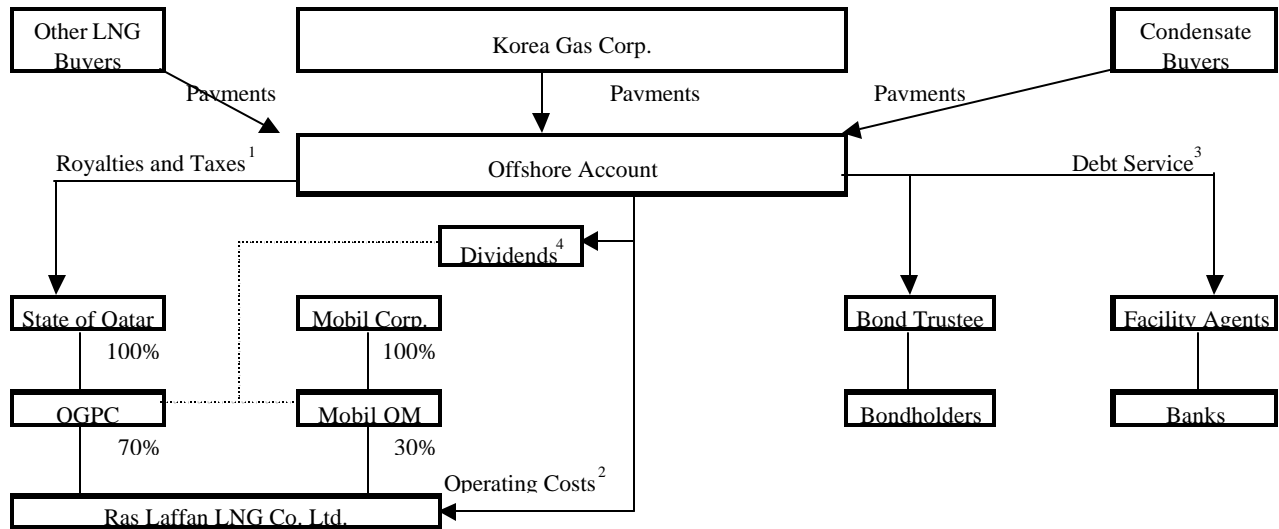 Other LNG
Buyers
Korea Gas Corp.
Condensate
Buyers
Payments
Payments
Payments
Offshore Account
Royalties and Taxes¹
Debt Service³
Dividends⁴
State of Qatar
Mobil Corp.
Bond Trustee
Facility Agents
100%
100%
QGPC
Mobil QM
Bondholders
Banks
70%
30%
Operating Costs²
Ras Laffan LNG Co. Ltd.